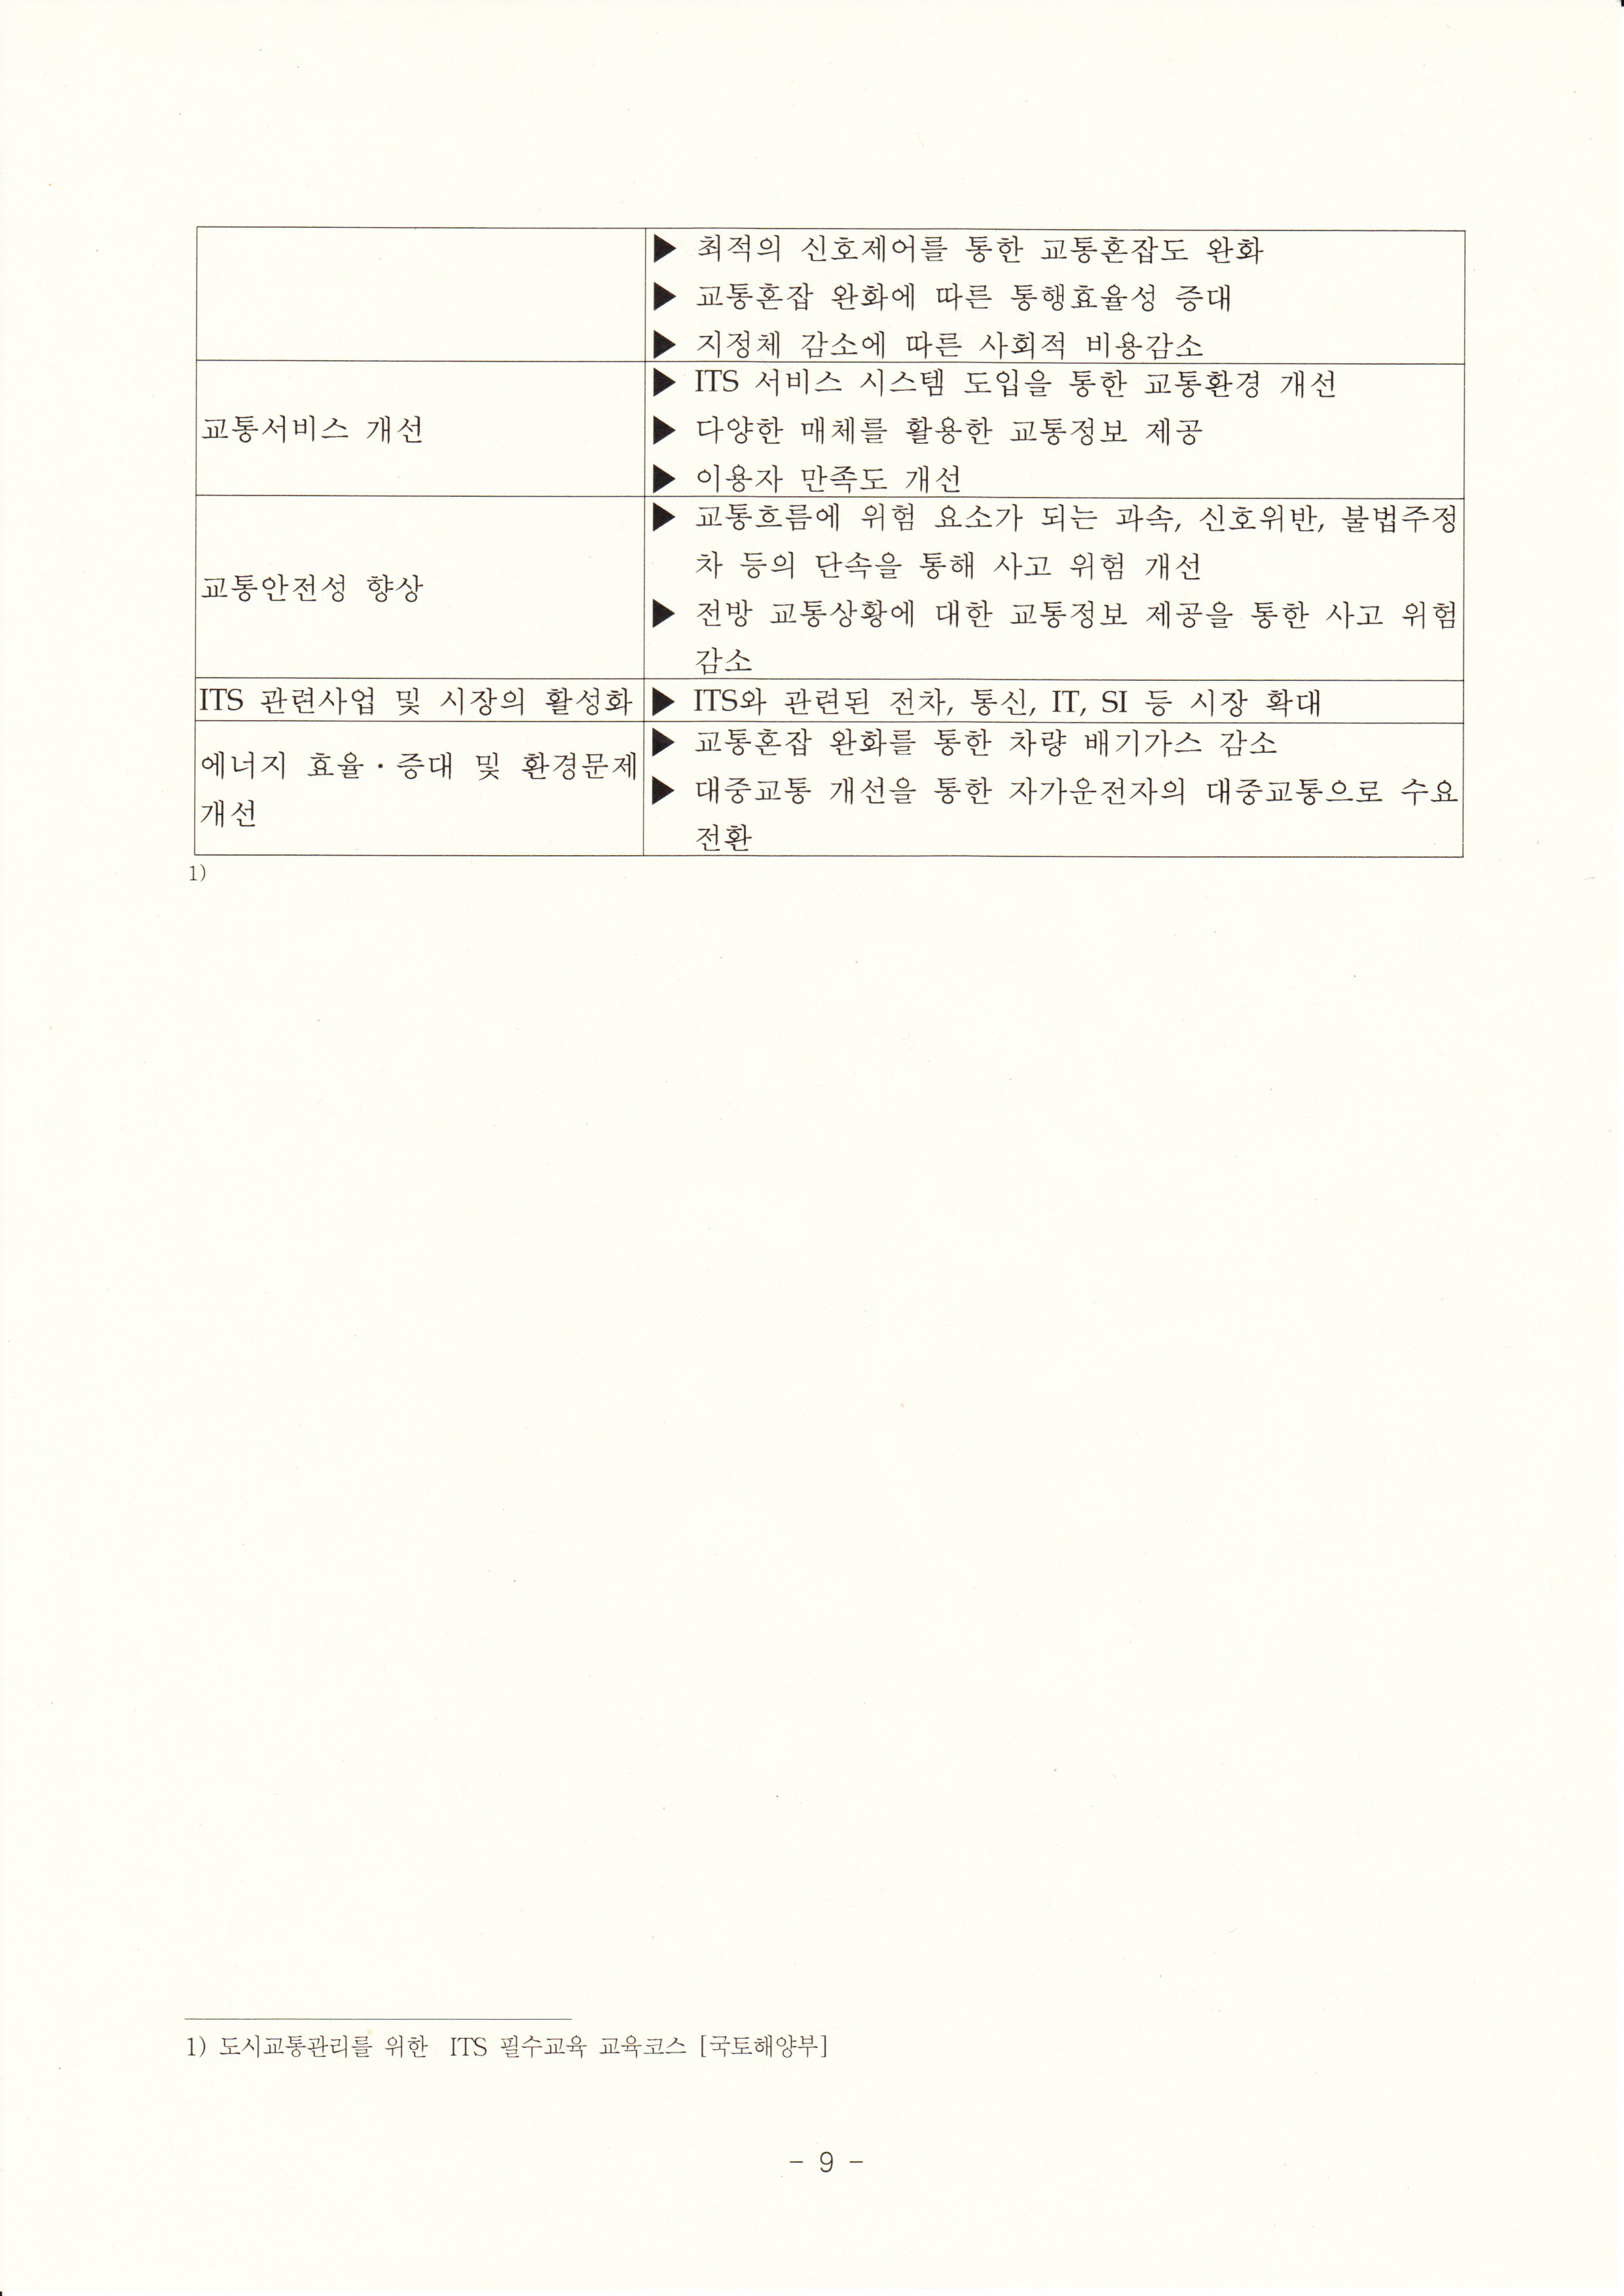 ▶ 최적의 신호제어를 통한 교통혼잡도 완화
▶ 교통혼잡 완화에 따른 통행효율성 증대
▶ 지정체 감소에 따른 사회적 비용감소
교통서비스 개선
▶ ITS 서비스 시스템 도입을 통한 교통환경 개선
▶ 다양한 매체를 활용한 교통정보 제공
▶ 이용자 만족도 개선
교통안전성 향상
▶ 교통흐름에 위험 요소가 되는 과속, 신호위반, 불법주정
차 등의 단속을 통해 사고 위험 개선
▶ 전방 교통상황에 대한 교통정보 제공을 통한 사고 위험
감소
ITS 관련사업 및 시장의 활성화
▶ ITS와 관련된 전차, 통신, IT, SI 등 시장 확대
에너지 효율·증대 및 환경문제
개선
▶ 교통혼잡 완화를 통한 차량 배기가스 감소
▶ 대중교통 개선을 통한 자가운전자의 대중교통으로 수요
전환
1)
1) 도시교통관리를 위한 ITS 필수교육 교육코스 [국토해양부]
- 9 -